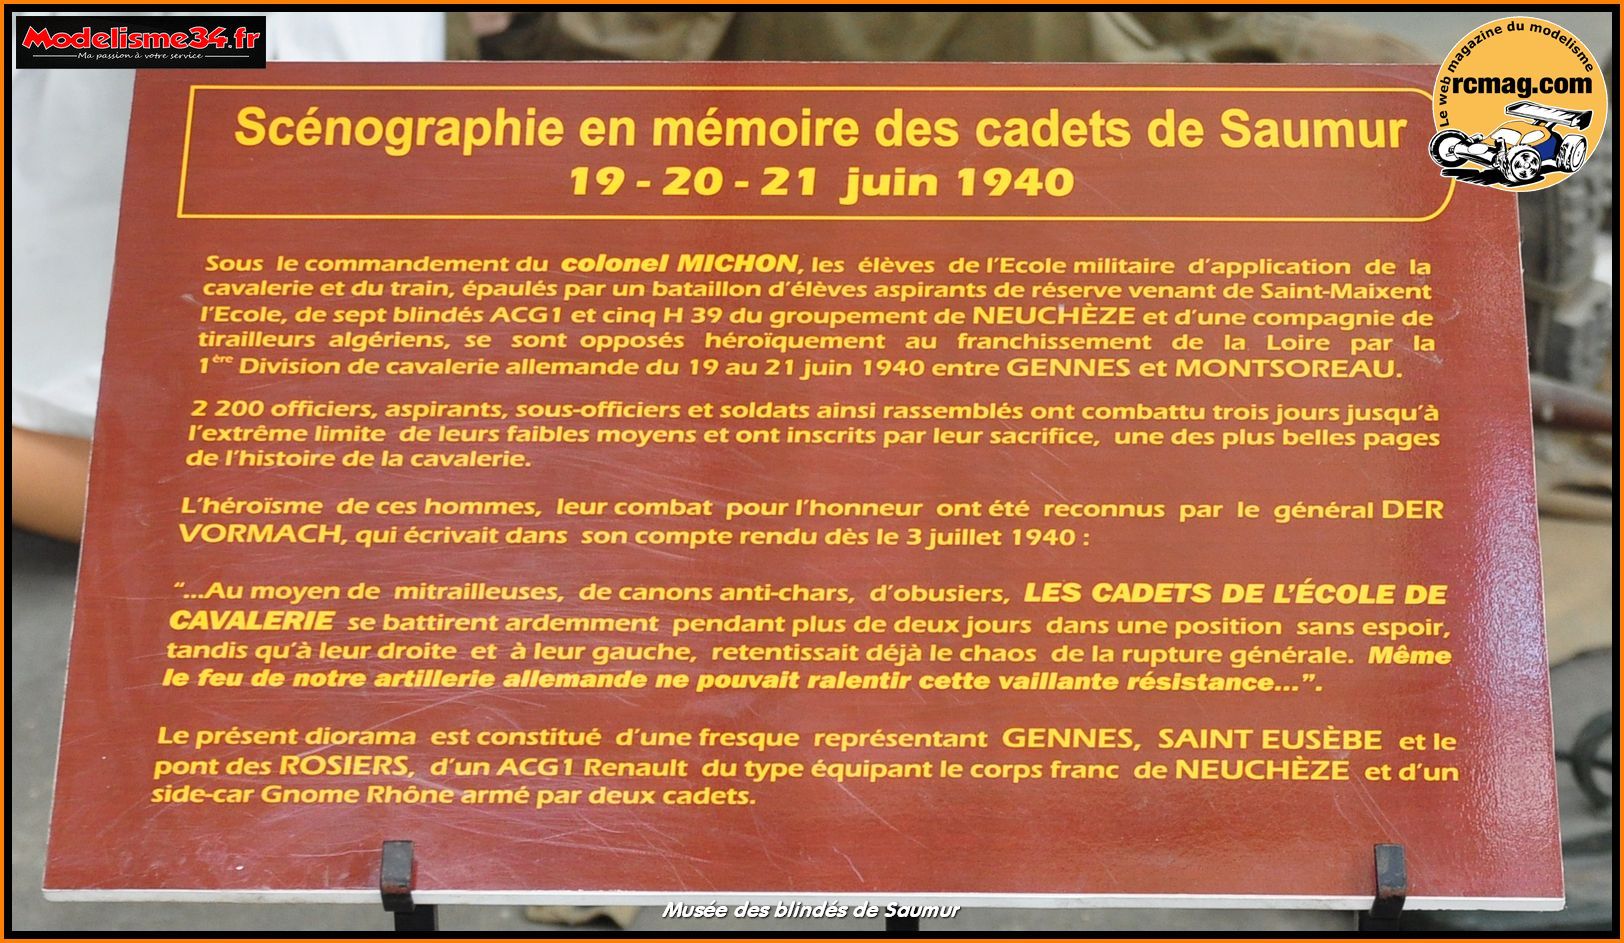 Modelisme34.fr
Ma passion à votre service
Le web magazine du modelisme
rcmag.com
Scénographie en mémoire des cadets de Saumur
19 - 20 - 21 juin 1940
Sous le commandement du colonel MICHON, les élèves de l'Ecole militaire d'application de la
cavalerie et du train, épaulés par un bataillon d'élèves aspirants de réserve venant de Saint-Maixent
l'Ecole, de sept blindés ACG1 et cinq H 39 du groupement de NEUCHÈZE et d'une compagnie de
tirailleurs algériens, se sont opposés héroïquement au franchissement de la Loire par la
1ère Division de cavalerie allemande du 19 au 21 juin 1940 entre GENNES et MONTSOREAU.
2 200 officiers, aspirants, sous-officiers et soldats ainsi rassemblés ont combattu trois jours jusqu'à
l'extrême limite de leurs faibles moyens et ont inscrits par leur sacrifice, une des plus belles pages
de l'histoire de la cavalerie.
L'héroïsme de ces hommes, leur combat pour l'honneur ont été reconnus par le général DER
VORMACH, qui écrivait dans son compte rendu dès le 3 juillet 1940 :
“...Au moyen de mitrailleuses, de canons anti-chars, d'obusiers, LES CADETS DE L'ÉCOLE DE
CAVALERIE se battirent ardemment pendant plus de deux jours dans une position sans espoir,
tandis qu'à leur droite et à leur gauche, retentissait déjà le chaos de la rupture générale. Même
le feu de notre artillerie allemande ne pouvait ralentir cette vaillante résistance...”.
Le présent diorama est constitué d'une fresque représentant GENNES, SAINT EUSÈBE et le
pont des ROSIERS, d'un ACG1 Renault du type équipant le corps franc de NEUCHÈZE et d'un
side-car Gnome Rhône armé par deux cadets.
Musée des blindés de Saumur